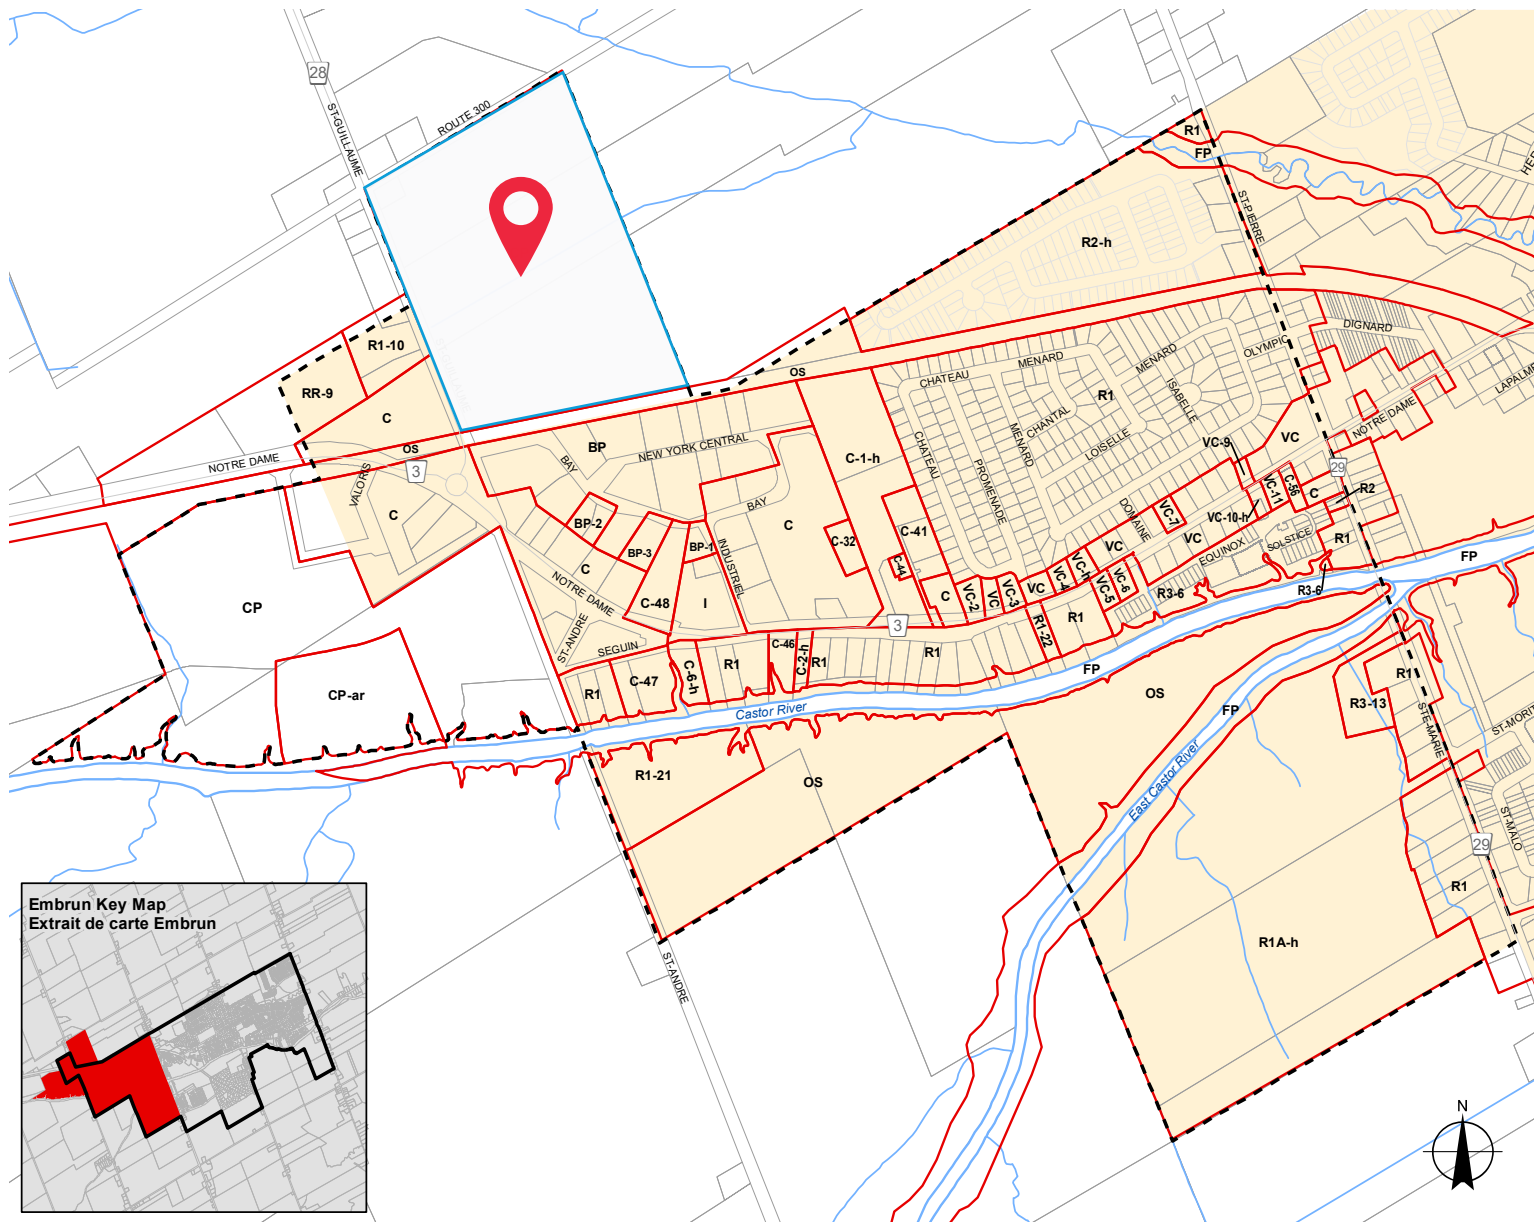 28
ST-GUILLAUME
ROUTE 300
R1
FP
ST-PIERRE
R2-h
R1-10
RR-9
C
OS
NOTRE DAME
OS
3
VALORIS
C
BAY
BP
NEW YORK CENTRAL
BP-2
BP-3
BP-1
BAY
INDUSTRIEL
C
C-1-h
C-32
C-41
C-44
CHATEAU
MENARD
MENARD
ISABELLE
OLYMPIC
DIGNARD
LAPALME
NOTRE DAME
R1
CHANTAL
MENARD
LOISELLE
CHATEAU
PROMENADE
DOMAINE
VC-9
VC
VC-11
C-56
C
29
R2
VC-10-h
VC-7
VC
VC
EQUINOX
SOLSTICE
R1
FP
R3-6
R3-6
VC-6
VC-5
VC-h
VC-4
VC
VC-3
VC
VC-2
C
3
R1-22
R1
C
NOTRE DAME
C-48
I
ST-ANDRE
SEGUIN
R1
C-47
C-6-h
R1
C-46
C-2-h
R1
R1
FP
OS
CP
CP-ar
Castor River
R1-21
OS
FP
East Castor River
R1
R3-13
STE-MARIE
ST-MORIT
ST-MALO
29
R1
R1A-h
ST-ANDRE
Embrun Key Map
Extrait de carte Embrun
N